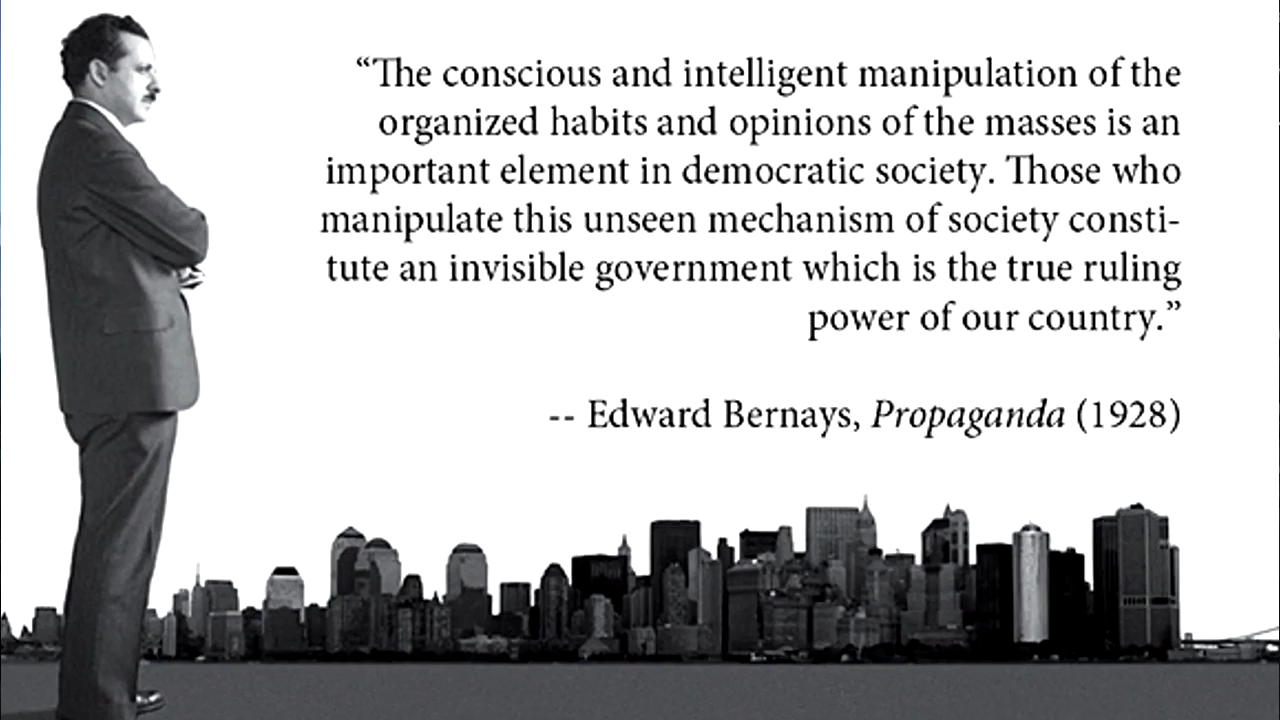 “The conscious and intelligent manipulation of the
organized habits and opinions of the masses is an
important element in democratic society. Those who
manipulate this unseen mechanism of society consti-
tute an invisible government which is the true ruling
power of our country.”
-- Edward Bernays, Propaganda (1928)